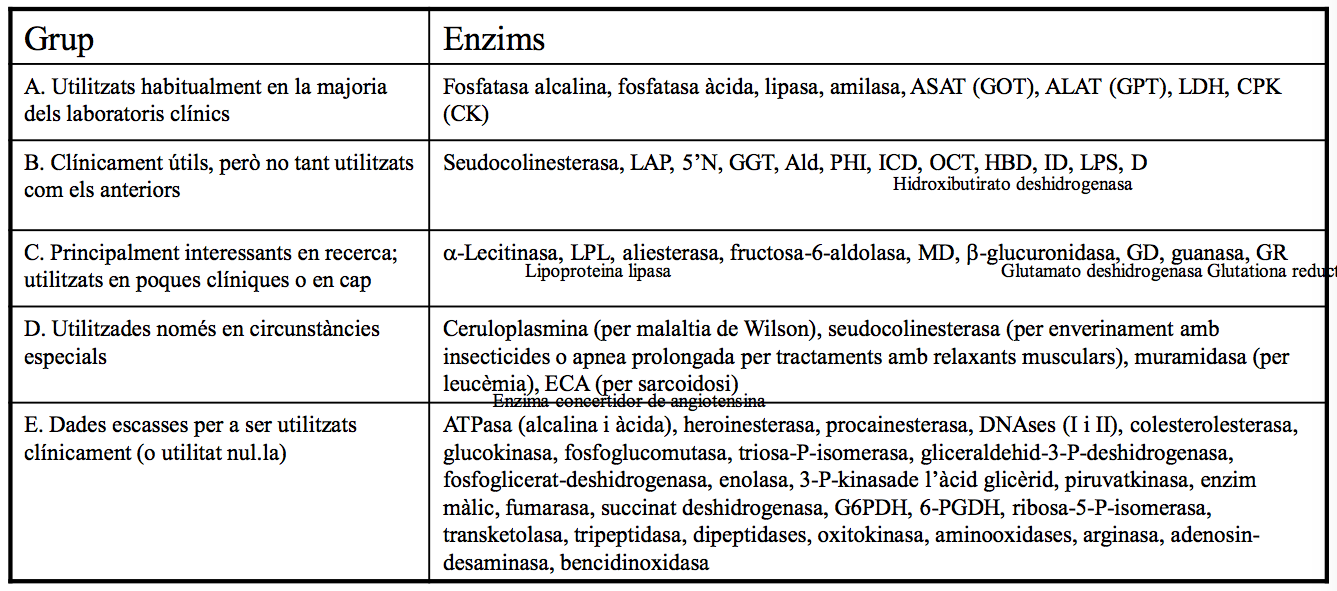 Grup
Enzims
A. Utilitzats habitualment en la majoria
dels laboratoris clínics
Fosfatasa alcalina, fosfatasa àcida, lipasa, amilasa, ASAT (GOT), ALAT (GPT), LDH, CPK
(CK)
B. Clínicament útils, però no tant utilitzats
com els anteriors
Seudocolinesterasa, LAP, 5’N, GGT, Ald, PHI, ICD, OCT, HBD, ID, LPS, D
Hidroxibutirato deshidrogenasa
C. Principalment interessants en recerca;
utilitzats en poques clíniques o en cap
α-Lecitinasa, LPL, aliesterasa, fructosa-6-aldolasa, MD, β-glucuronidasa, GD, guanasa, GR
Lipoproteina lipasa
Glutamato deshidrogenasa Glutationa reduct
D. Utilitzades només en circunstàncies
especials
Ceruloplasmina (per malaltia de Wilson), seudocolinesterasa (per enverinament amb
insecticides o apnea prolongada per tractaments amb relaxants musculars), muramidasa (per
leucèmia), ECA (per sarcoidosi)
Enzima concertidor de angiotensina
E. Dades escasses per a ser utilitzats
clínicament (o utilitat nul.la)
ATPasa (alcalina i àcida), heroinesterasa, procainesterasa, DNAses (I i II), colesterolesterasa,
glucokinasa, fosfoglucomutasa, triosa-P-isomerasa, gliceraldehid-3-P-deshidrogenasa,
fosfoglicerat-deshidrogenasa, enolasa, 3-P-kinasade l’àcid glicèrid, piruvatkinasa, enzim
màlic, fumarasa, succinat deshidrogenasa, G6PDH, 6-PGDH, ribosa-5-P-isomerasa,
transketolasa, tripeptidasa, dipeptidases, oxitokinasa, aminooxidases, arginasa, adenosin-
desaminasa, bencidinoxidasa